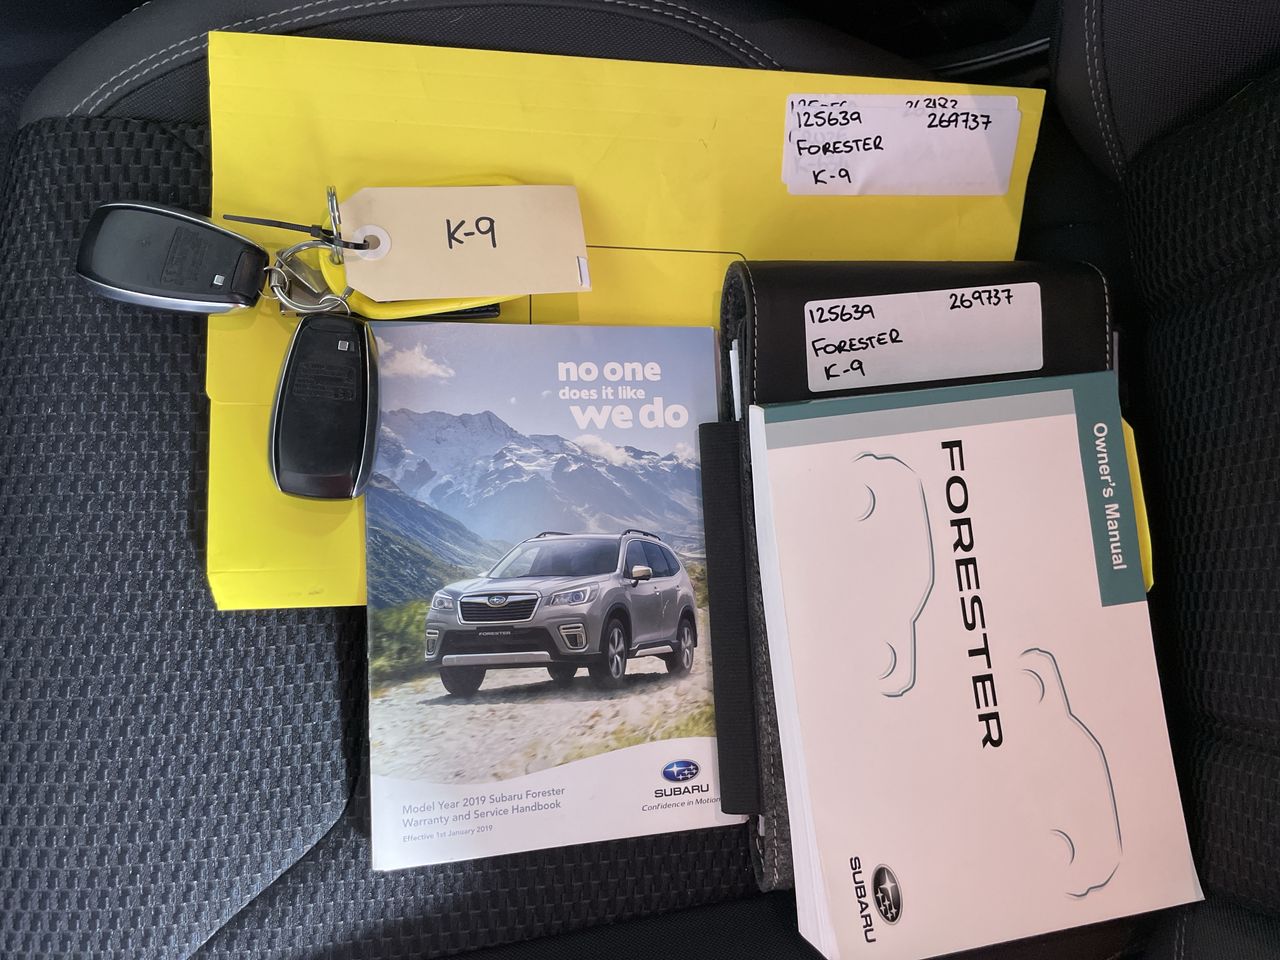 125639 269737
FORESTER
K-9
K-9
125639 269737
FORESTER
K-9
no one
does it like
we do
FORESTER
SUBARU
Confidence in Motion
Model Year 2019 Subaru Forester
Warranty and Service Handbook
Effective 1st January 2019
Owner's Manual
FORESTER
SUBARU